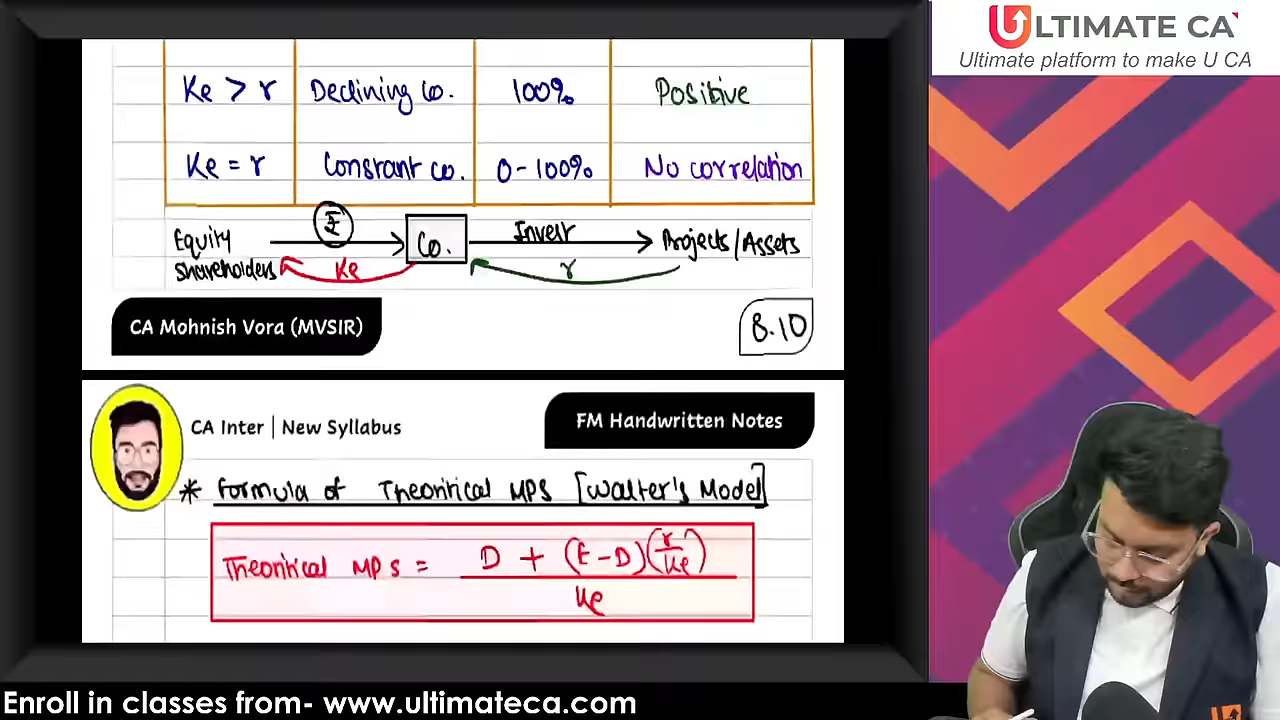 ULTIMATE CA
Ultimate platform to make U CA
Ke > r Declining Co. 100% Positive
Ke = r Constant Co. 0-100% No correlation
Equity shareholders ₹ Co. Invest Projects/Assets
Ke r
CA Mohnish Vora (MVSIR) 8.10
CA Inter | New Syllabus FM Handwritten Notes
* Formula of Theoritical MPS [Walter's Model]
Theoritical MPS = D + (E-D)(r/Ke)
Ke
Enroll in classes from- www.ultimateca.com